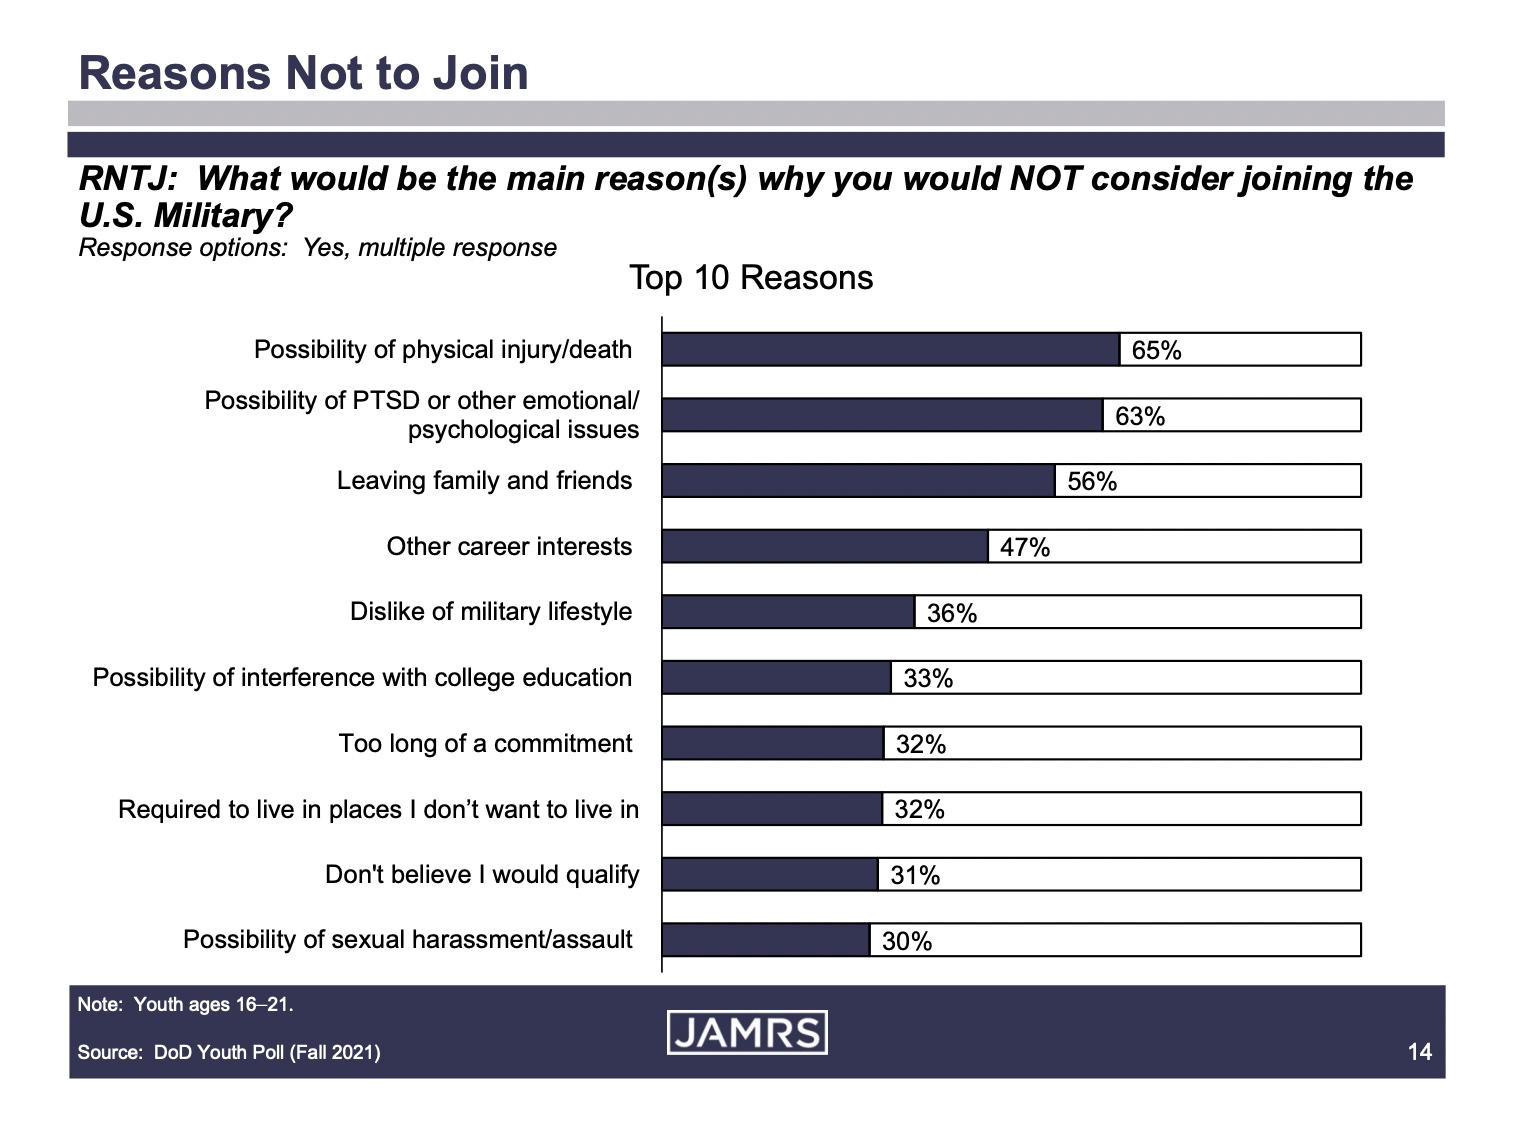 Reasons Not to Join
RNTJ:  What would be the main reason(s) why you would NOT consider joining the
U.S. Military?
Response options:  Yes, multiple response
Top 10 Reasons
Possibility of physical injury/death 65%
Possibility of PTSD or other emotional/
psychological issues 63%
Leaving family and friends 56%
Other career interests 47%
Dislike of military lifestyle 36%
Possibility of interference with college education 33%
Too long of a commitment 32%
Required to live in places I don’t want to live in 32%
Don't believe I would qualify 31%
Possibility of sexual harassment/assault 30%
Note:  Youth ages 16–21.
JAMRS
Source:  DoD Youth Poll (Fall 2021)
14